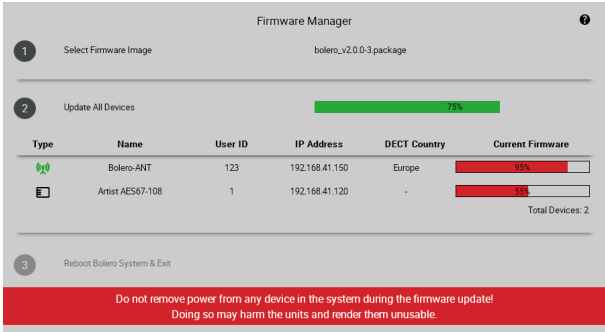 Firmware Manager
?
1 Select Firmware Image bolero_v2.0.0-3.package
2 Update All Devices 75%
Type Name User ID IP Address DECT Country Current Firmware
Bolero-ANT 123 192.168.41.150 Europe 95%
Artist AES67-108 1 192.168.41.120 - 55%
Total Devices: 2
3 Reboot Bolero System & Exit
Do not remove power from any device in the system during the firmware update!
Doing so may harm the units and render them unusable.